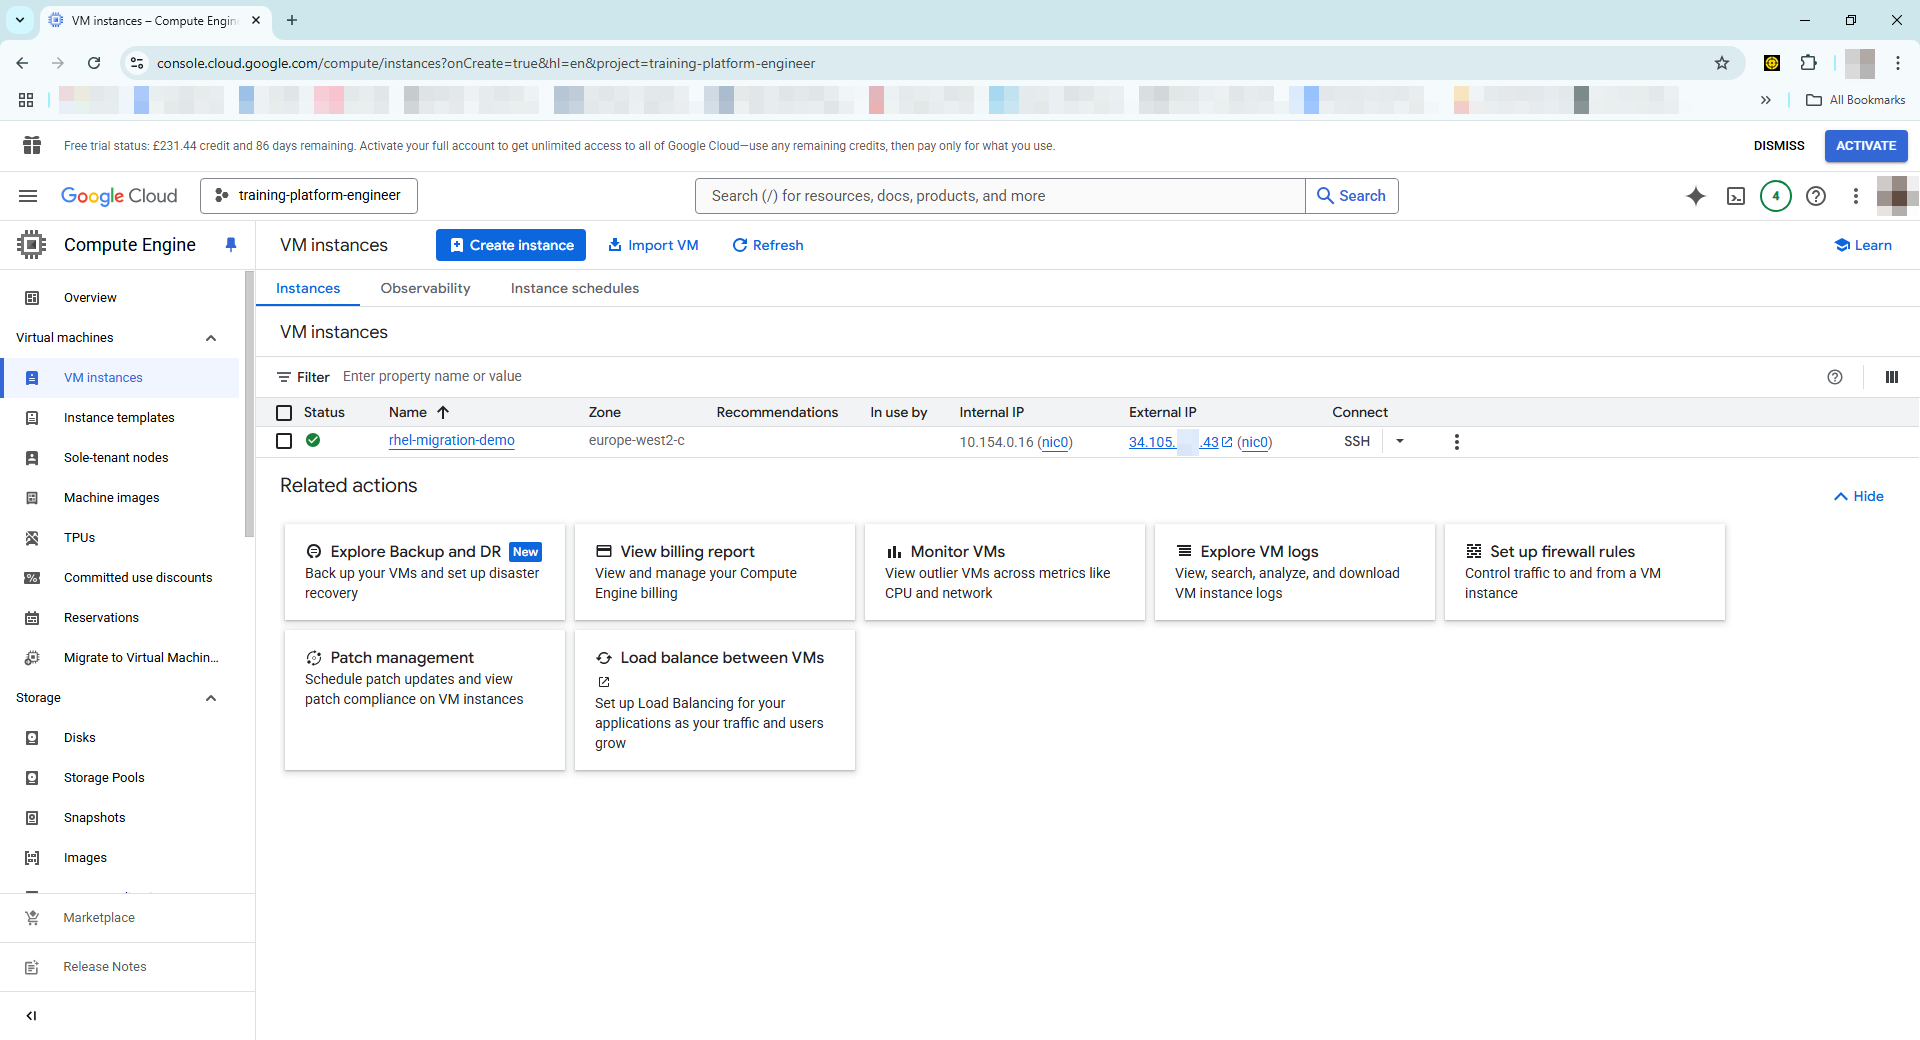 VM instances – Compute Engin
console.cloud.google.com/compute/instances?onCreate=true&hl=en&project=training-platform-engineer
All Bookmarks
Free trial status: £231.44 credit and 86 days remaining. Activate your full account to get unlimited access to all of Google Cloud—use any remaining credits, then pay only for what you use.
DISMISS
ACTIVATE
Google Cloud
training-platform-engineer
Search (/) for resources, docs, products, and more
Search
4
Compute Engine
VM instances
Create instance
Import VM
Refresh
Learn
Overview
Virtual machines
VM instances
Instance templates
Sole-tenant nodes
Machine images
TPUs
Committed use discounts
Reservations
Migrate to Virtual Machin...
Storage
Disks
Storage Pools
Snapshots
Images
Marketplace
Release Notes
Instances Observability Instance schedules
VM instances
Filter Enter property name or value
Status Name Zone Recommendations In use by Internal IP External IP Connect
rhel-migration-demo europe-west2-c 10.154.0.16 (nic0) 34.105. .43 (nic0) SSH
Related actions
Hide
Explore Backup and DR New
Back up your VMs and set up disaster
recovery
View billing report
View and manage your Compute
Engine billing
Monitor VMs
View outlier VMs across metrics like
CPU and network
Explore VM logs
View, search, analyze, and download
VM instance logs
Set up firewall rules
Control traffic to and from a VM
instance
Patch management
Schedule patch updates and view
patch compliance on VM instances
Load balance between VMs
Set up Load Balancing for your
applications as your traffic and users
grow